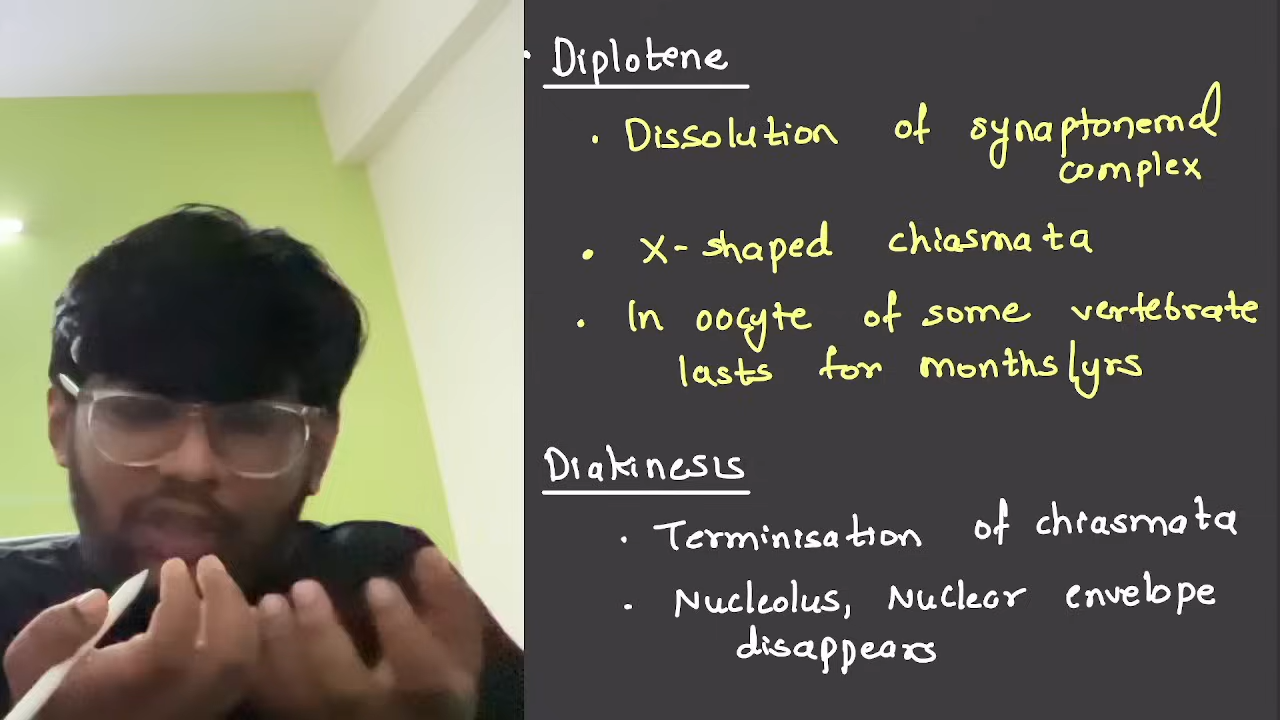 · Diplotene
· Dissolution of synaptonemal
complex
· X-shaped chiasmata
· In oocyte of some vertebrate
lasts for months/yrs
Diakinesis
· Terminisation of chiasmata
· Nucleolus, Nuclear envelope
disappears